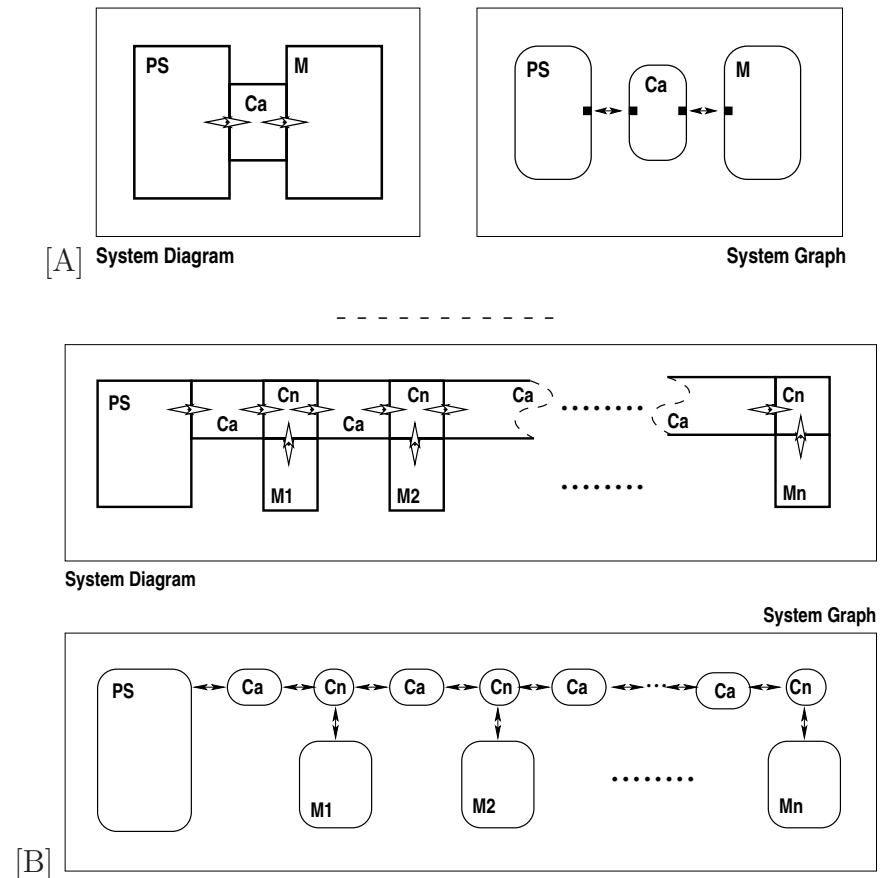 PS
M
Ca
PS
Ca
M
[A] System Diagram
System Graph
PS
Cn
Cn
Ca
Cn
Ca
Ca
Ca
M1
M2
Mn
System Diagram
System Graph
PS
Ca
Cn
Ca
Cn
Ca
Ca
Cn
M1
M2
Mn
[B]